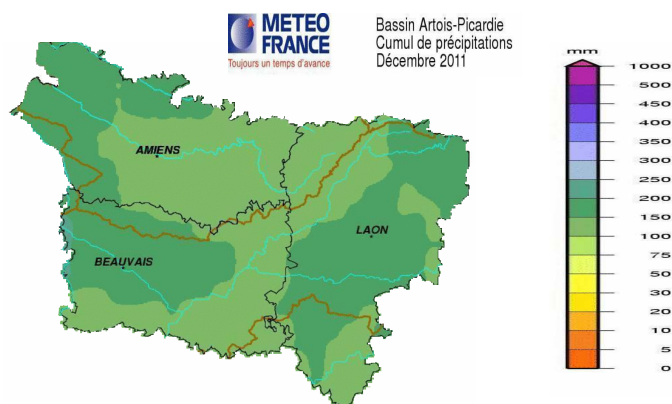 METEO
FRANCE
Toujours un temps d'avance
Bassin Artois-Picardie
Cumul de précipitations
Décembre 2011
mm
1000
500
450
400
350
300
250
200
150
100
75
50
30
20
10
5
0
AMIENS
LAON
BEAUVAIS